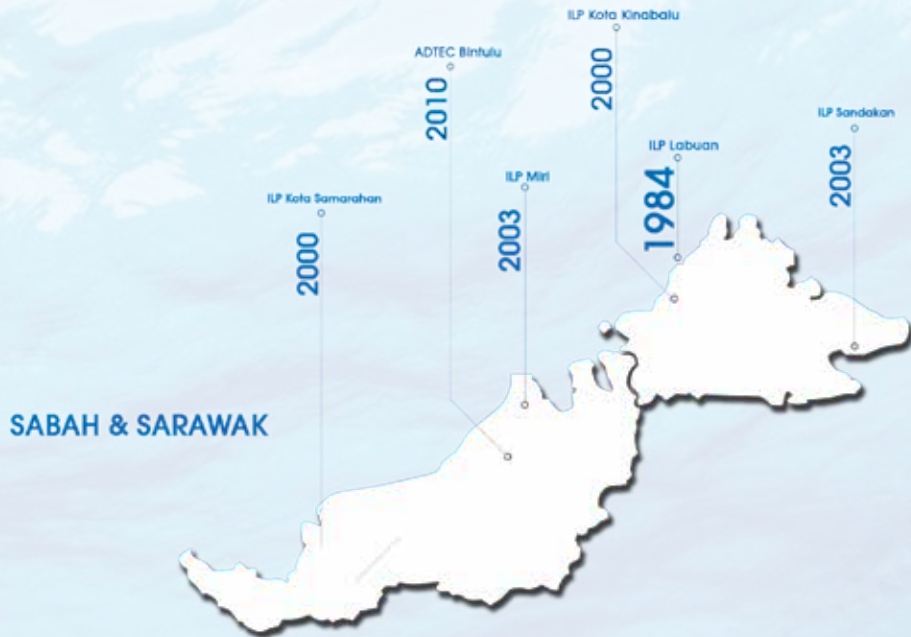 ILP Kota Kinabalu
2000
ADTEC Bintulu
2010
ILP Sandakan
2003
ILP Labuan
1984
ILP Miri
2003
ILP Kota Samarahan
2000
SABAH & SARAWAK